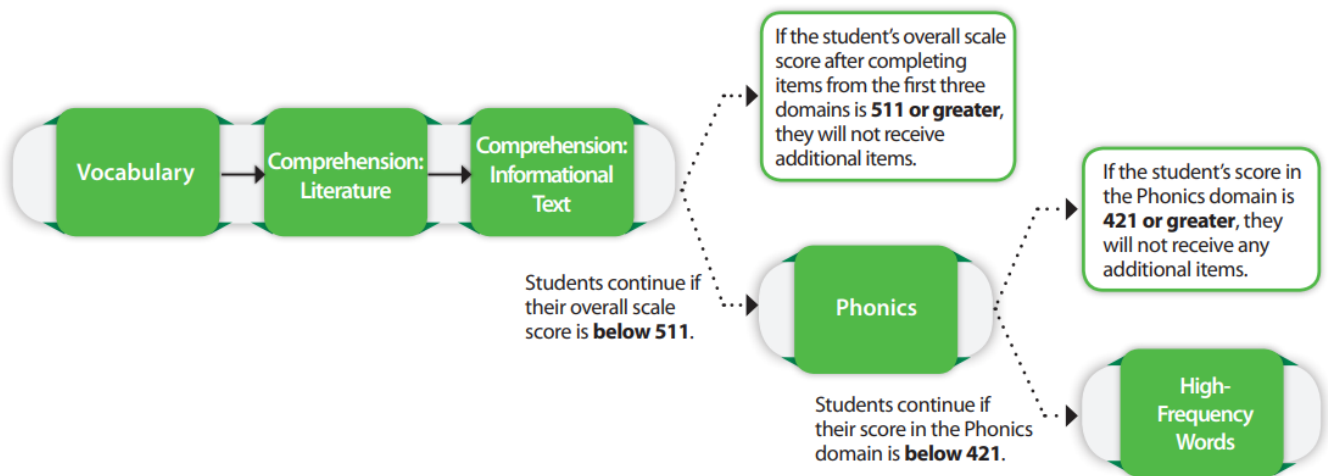 Vocabulary
Comprehension:
Literature
Comprehension:
Informational
Text
If the student’s overall scale
score after completing
items from the first three
domains is 511 or greater,
they will not receive
additional items.
Students continue if
their overall scale
score is below 511.
Phonics
If the student’s score in
the Phonics domain is
421 or greater, they
will not receive any
additional items.
Students continue if
their score in the Phonics
domain is below 421.
High-
Frequency
Words